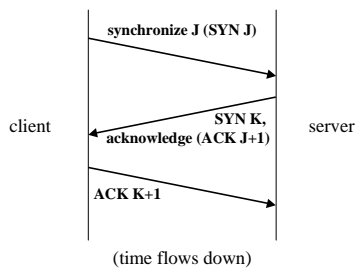 synchronize J (SYN J)
SYN K,
client
acknowledge (ACK J+1)
server
ACK K+1
(time flows down)